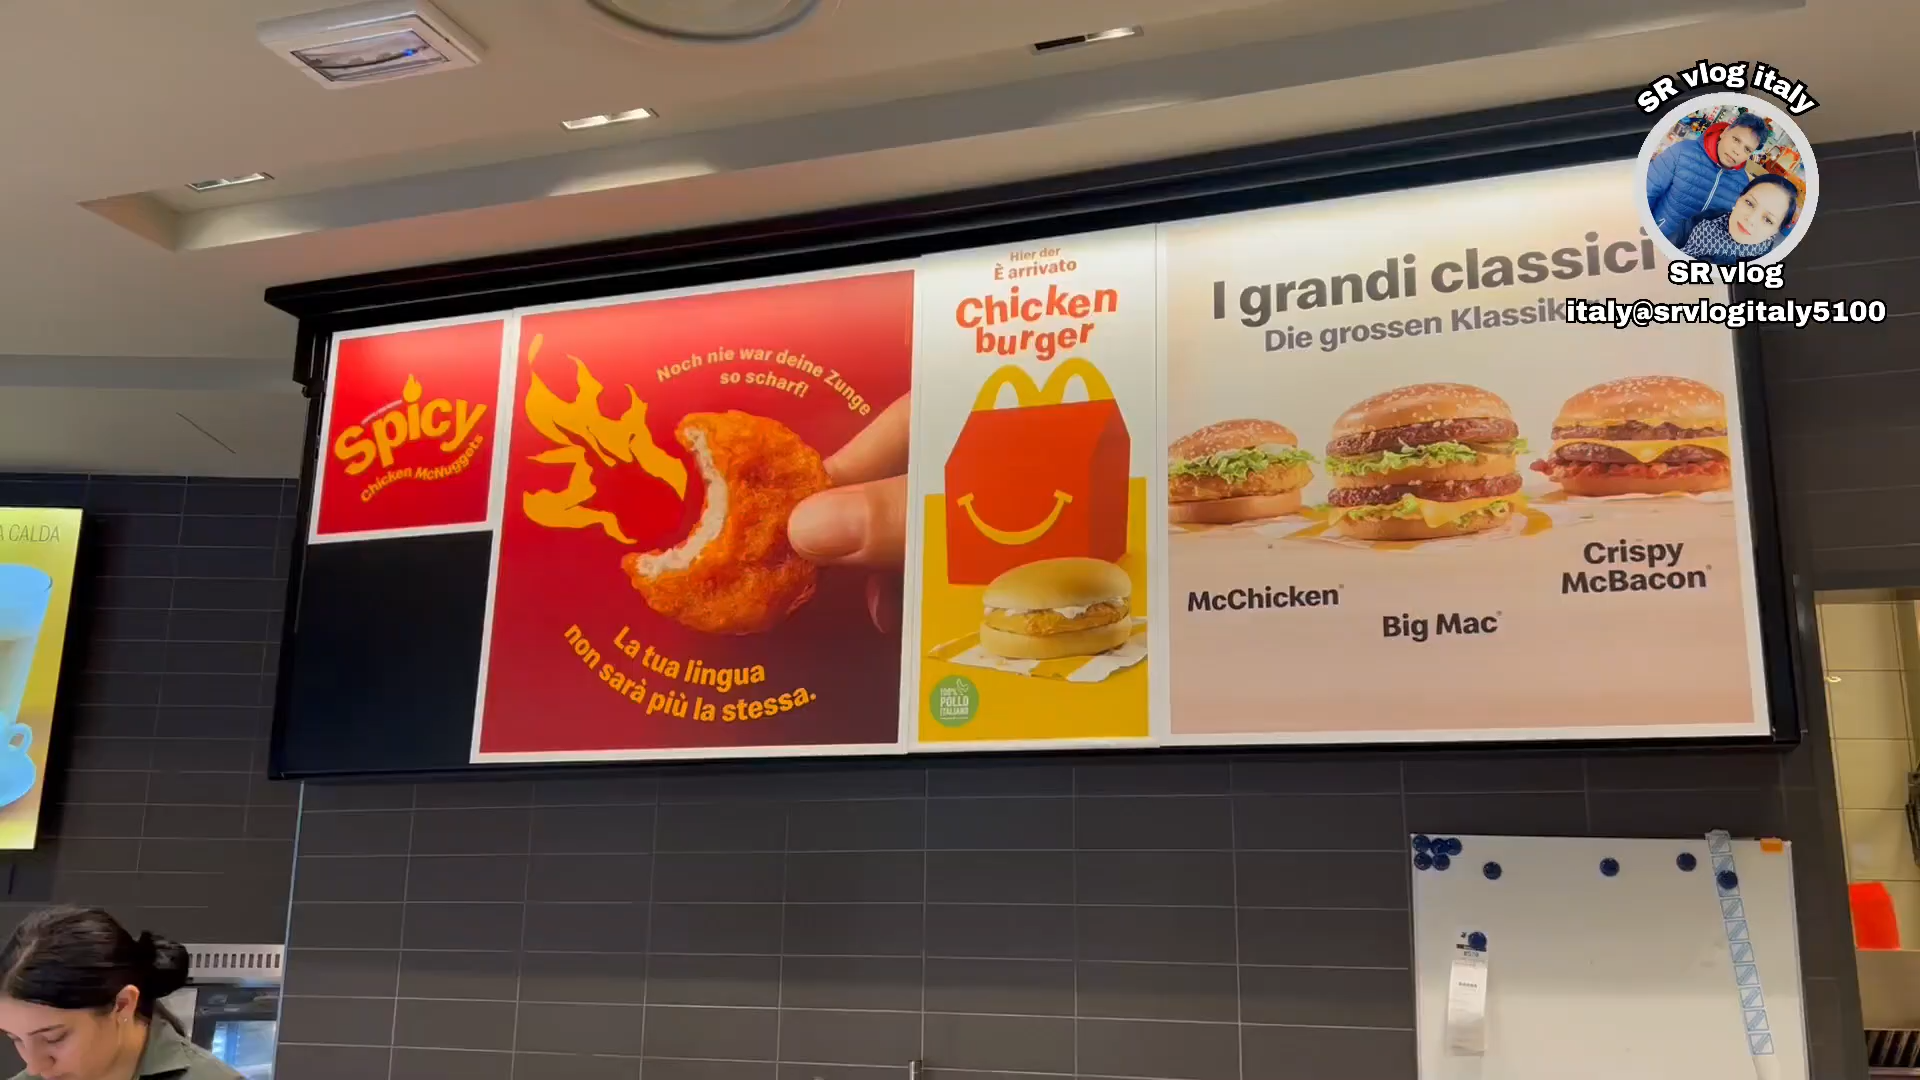 SR vlog italy
SR vlog
italy@srvlogitaly5100
A CALDA
Spicy
Chicken McNuggets
Noch nie war deine Zunge
so scharf!
La tua lingua
non sarà più la stessa.
Hier der
È arrivato
Chicken
burger
100%
POLLO
ITALIANO
I grandi classici
Die grossen Klassik
McChicken®
Big Mac®
Crispy
McBacon®